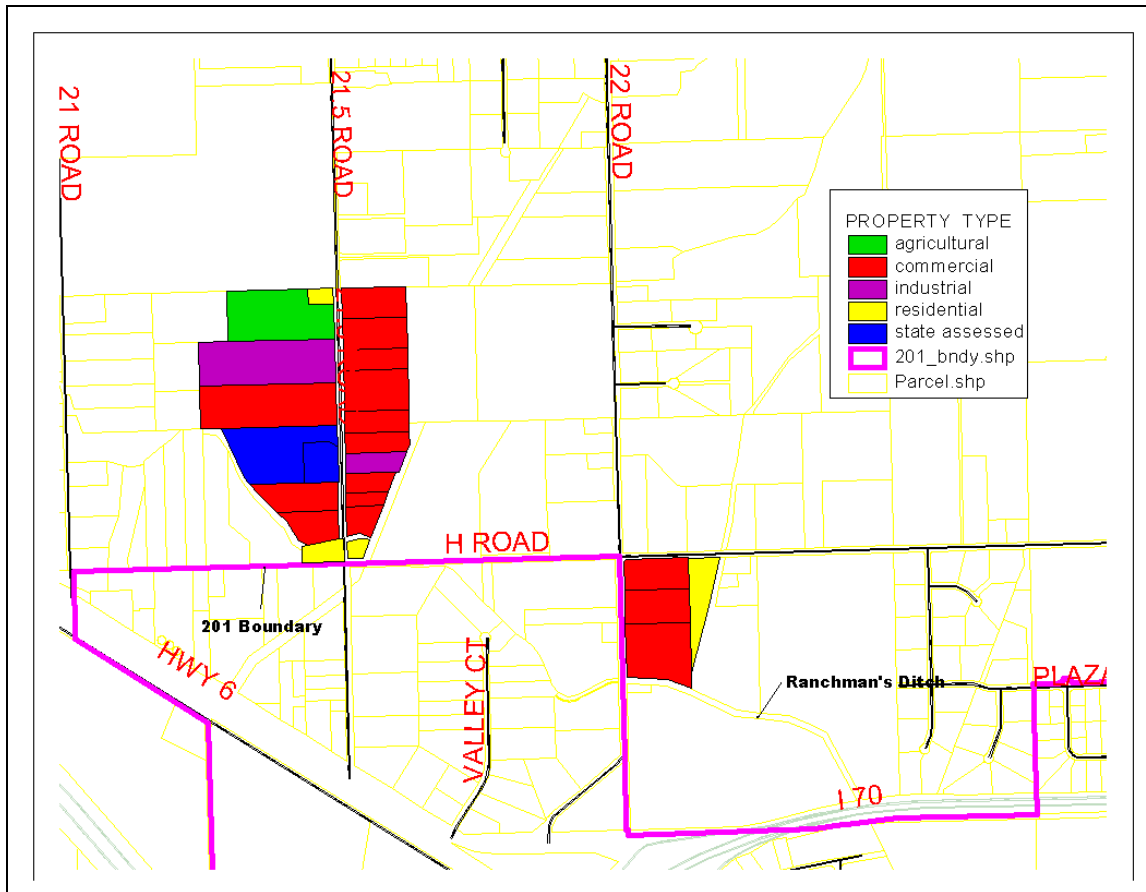 21 ROAD
21.5 ROAD
22 ROAD
PROPERTY TYPE
agricultural
commercial
industrial
residential
state assessed
201_bndy.shp
Parcel.shp
H ROAD
201 Boundary
HWY 6
VALLEY CT
Ranchman's Ditch
PLAZA
I 70